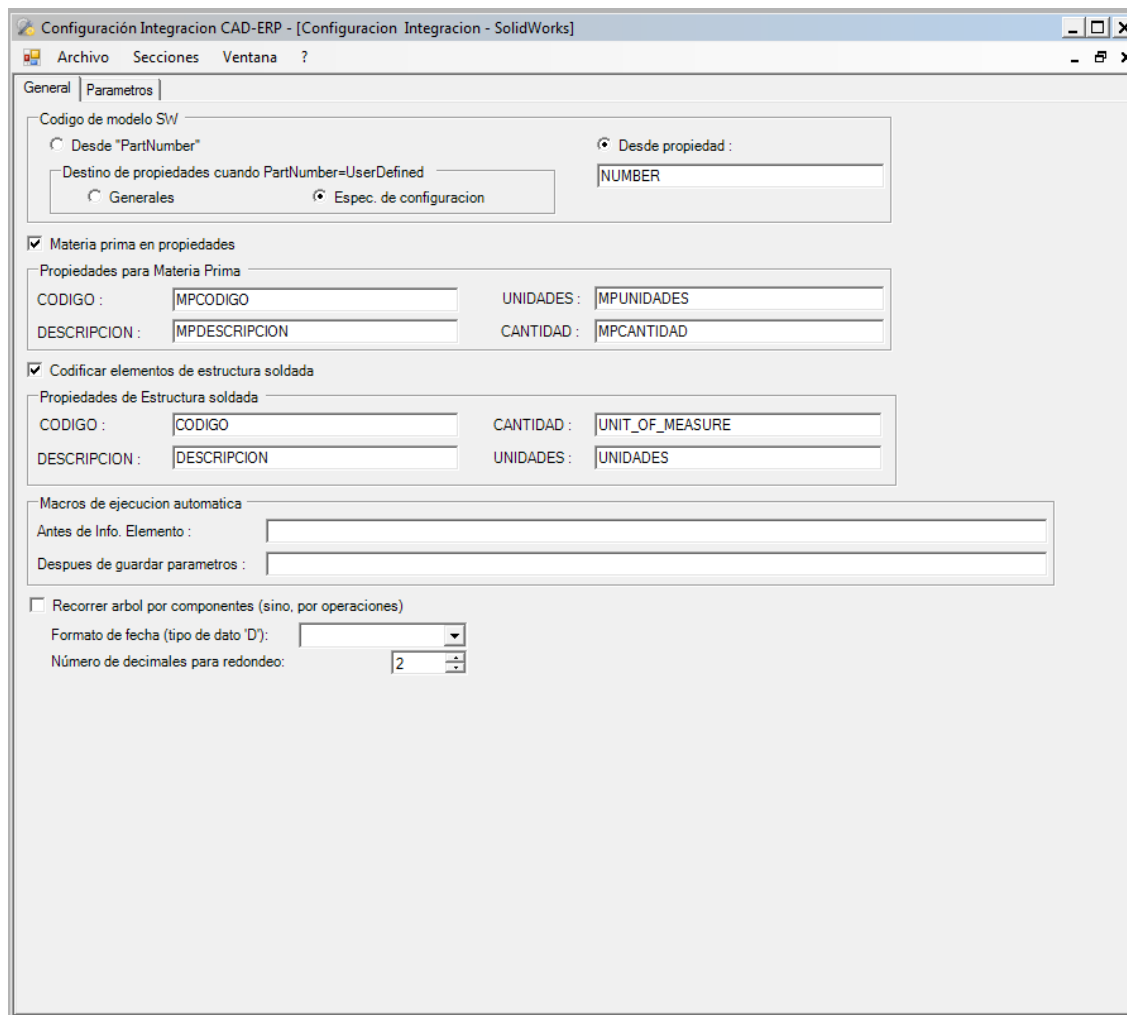 Configuración Integracion CAD-ERP - [Configuracion  Integracion - SolidWorks]
Archivo Secciones Ventana ?
General Parametros
Codigo de modelo SW
Desde "PartNumber" Desde propiedad :
Destino de propiedades cuando PartNumber=UserDefined NUMBER
Generales Espec. de configuracion
Materia prima en propiedades
Propiedades para Materia Prima
CODIGO : MPCODIGO UNIDADES : MPUNIDADES
DESCRIPCION : MPDESCRIPCION CANTIDAD : MPCANTIDAD
Codificar elementos de estructura soldada
Propiedades de Estructura soldada
CODIGO : CODIGO CANTIDAD : UNIT_OF_MEASURE
DESCRIPCION : DESCRIPCION UNIDADES : UNIDADES
Macros de ejecucion automatica
Antes de Info. Elemento :
Despues de guardar parametros :
Recorrer arbol por componentes (sino, por operaciones)
Formato de fecha (tipo de dato 'D'):
Número de decimales para redondeo: 2